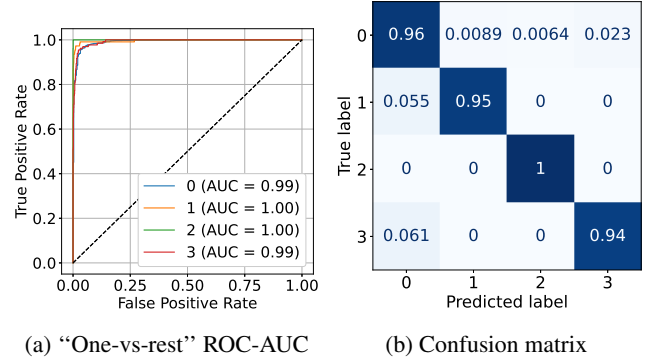 True Positive Rate
1.0
0.8
0.6
0.4
0.2
0.0
0 (AUC = 0.99)
1 (AUC = 1.00)
2 (AUC = 1.00)
3 (AUC = 0.99)
0.00 0.25 0.50 0.75 1.00
False Positive Rate
(a) “One-vs-rest” ROC-AUC
True label
0 0.96 0.0089 0.0064 0.023
1 0.055 0.95 0 0
2 0 0 1 0
3 0.061 0 0 0.94
0 1 2 3
Predicted label
(b) Confusion matrix